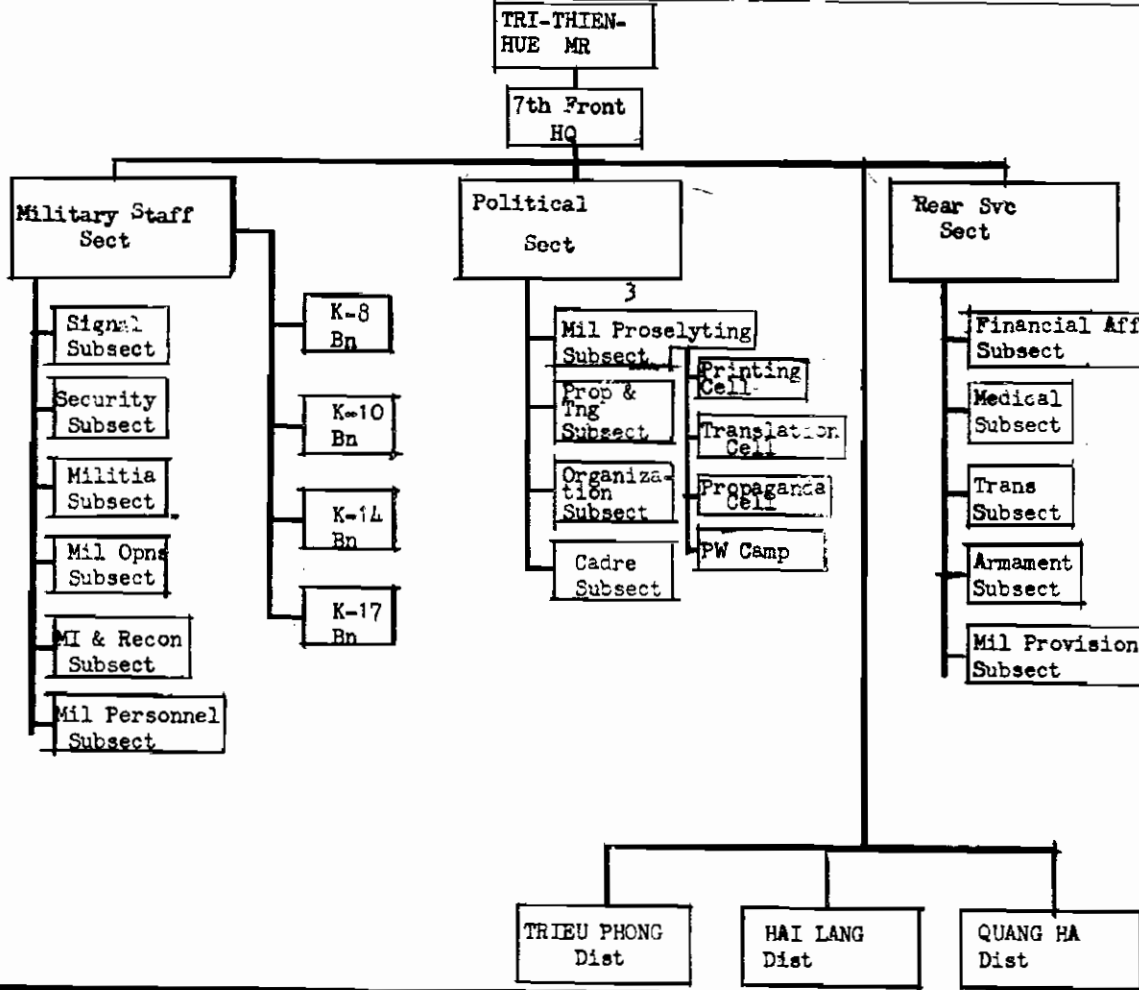 TRI-THIEN-
HUE MR
7th Front
HQ
Military Staff
Sect
Signal
Subsect
Security
Subsect
Militia
Subsect
Mil Opns
Subsect
MI & Recon
Subsect
Mil Personnel
Subsect
K-8
Bn
K-10
Bn
K-14
Bn
K-17
Bn
Political
Sect
3
Mil Proselyting
Subsect
Prop &
Tng
Subsect
Organiza-
tion
Subsect
Cadre
Subsect
Printing
Cell
Translation
Cell
Propaganda
Cell
PW Camp
Rear Svc
Sect
Financial Aff
Subsect
Medical
Subsect
Trans
Subsect
Armament
Subsect
Mil Provision
Subsect
TRIEU PHONG
Dist
HAI LANG
Dist
QUANG HA
Dist